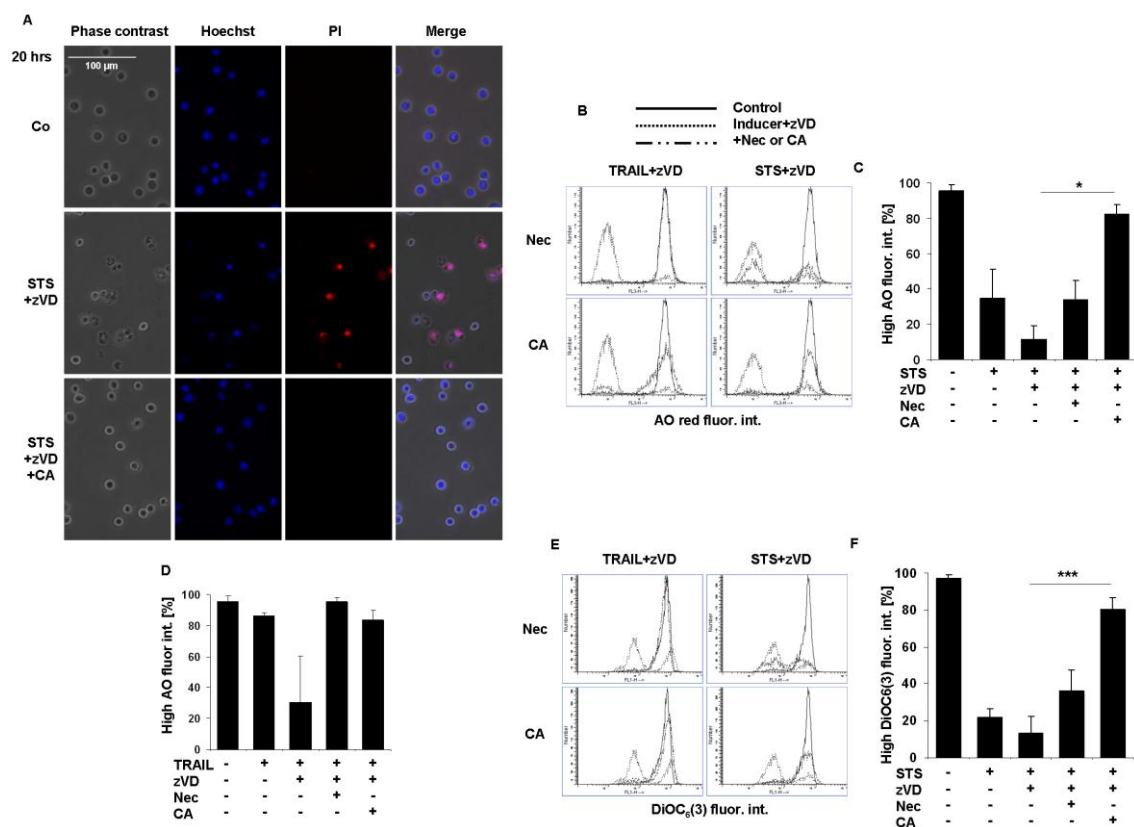 A
Phase contrast Hoechst PI Merge
20 hrs
100 µm
Co
STS
+zVD
STS
+zVD
+CA
B
Control
Inducer+zVD
+Nec or CA
TRAIL+zVD STS+zVD
Nec
CA
Number
FL3-H -->
AO red fluor. int.
C
High AO fluor. int. [%]
100
80
60
40
20
0
*
STS - + + + +
zVD - - + + +
Nec - - - + -
CA - - - - +
D
High AO fluor int. [%]
100
80
60
40
20
0
TRAIL - + + + +
zVD - - + + +
Nec - - - + -
CA - - - - +
E
TRAIL+zVD STS+zVD
Nec
CA
Number
FL1-H -->
DiOC6(3) fluor. int.
F
High DiOC6(3) fluor. int. [%]
100
80
60
40
20
0
***
STS - + + + +
zVD - - + + +
Nec - - - + -
CA - - - - +